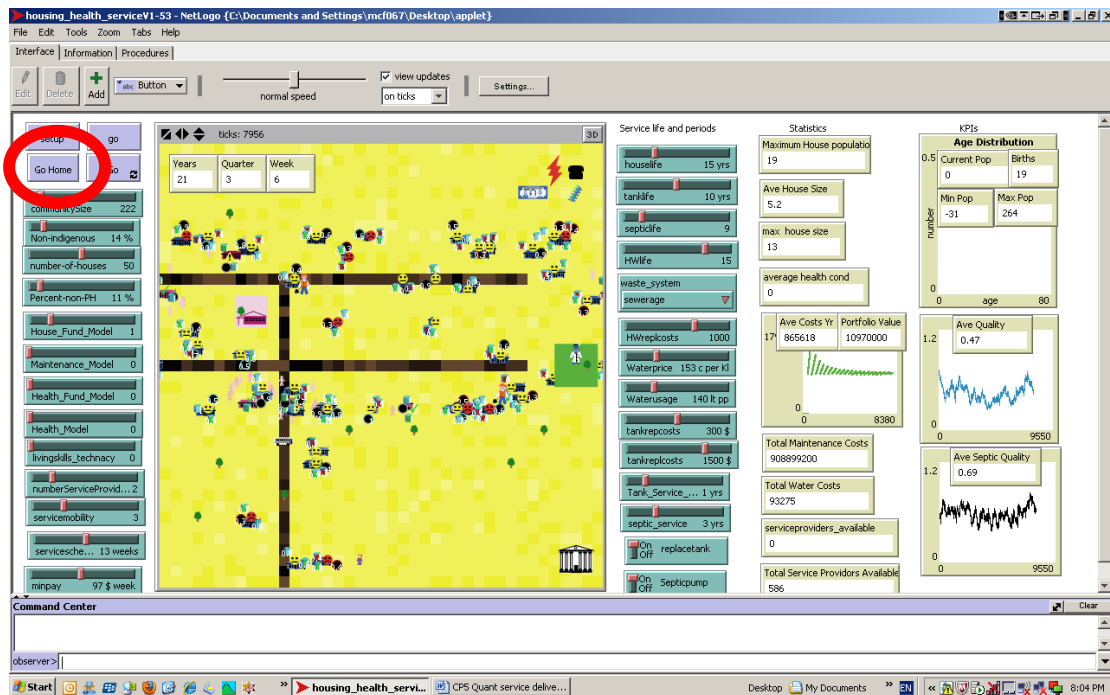 housing_health_serviceV1-53 - NetLogo {C:\Documents and Settings\mcf067\Desktop\applet}
File Edit Tools Zoom Tabs Help
Interface Information Procedures
Edit Delete Add abc Button normal speed view updates on ticks Settings...
setup go
Go Home Go
communitySize 222
Non-indigenous 14 %
number-of-houses 50
Percent-non-PH 11 %
House_Fund_Model 1
Maintenance_Model 0
Health_Fund_Model 0
Health_Model 0
livingskills_technacy 0
numberServiceProvid... 2
servicemobility 3
servicesche... 13 weeks
minpay 97 $ week
ticks: 7956 3D
Years Quarter Week
21 3 6
6.5
Service life and periods
houselife 15 yrs
tanklife 10 yrs
septiclife 9
HWlife 15
waste_system
sewerage
HWreplcosts 1000
Waterprice 153 c per Kl
Waterusage 140 lt pp
tankrepcosts 300 $
tankreplcosts 1500 $
Tank_Service_... 1 yrs
septic_service 3 yrs
On
Off replacetank
On
Off Septicpump
Statistics
Maximum House populatio
19
Ave House Size
5.2
max house size
13
average health cond
0
Ave Costs Yr Portfolio Value
865618 10970000
0
0 8380
Total Maintenance Costs
908899200
Total Water Costs
93275
serviceproviders_available
0
Total Service Providors Available
586
KPIs
Age Distribution
0.5 Current Pop Births
0 19
Min Pop Max Pop
-31 264
number
0
0 age 80
Ave Quality
1.2 0.47
0
0 9550
Ave Septic Quality
1.2 0.69
0
0 9550
Command Center Clear
observer>
Start » housing_health_servi... CP5 Quant service delive... Desktop My Documents » EN « 8:04 PM